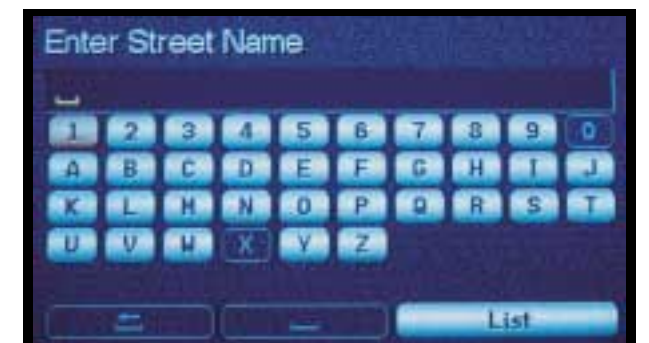 Enter Street Name
1 2 3 4 5 6 7 8 9 0
A B C D E F G H I J
K L M N O P Q R S T
U V W X Y Z
List